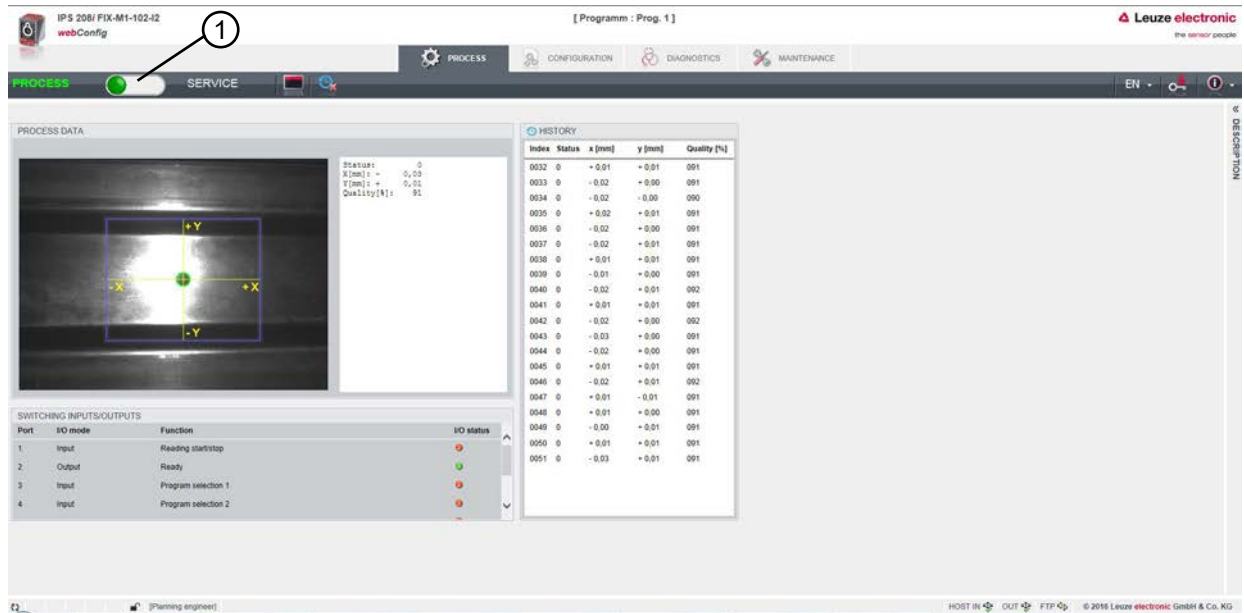 IPS 208i FIX-M1-102-I2
webConfig
1
[ Programm : Prog. 1 ]
Leuze electronic
the sensor people
PROCESS
CONFIGURATION
DIAGNOSTICS
MAINTENANCE
PROCESS
SERVICE
EN
PROCESS DATA
Status: 0
X[mm]: - 0,03
Y[mm]: + 0,01
Quality[%]: 91
+Y
-X
+X
-Y
SWITCHING INPUTS/OUTPUTS
Port I/O mode Function I/O status
1 Input Reading start/stop
2 Output Ready
3 Input Program selection 1
4 Input Program selection 2
HISTORY
Index Status x [mm] y [mm] Quality [%]
0032 0 + 0,01 + 0,01 091
0033 0 - 0,02 + 0,00 091
0034 0 - 0,02 - 0,00 090
0035 0 + 0,02 + 0,01 091
0036 0 - 0,02 + 0,00 091
0037 0 - 0,02 + 0,01 091
0038 0 + 0,01 + 0,01 091
0039 0 - 0,01 + 0,00 091
0040 0 - 0,02 + 0,01 092
0041 0 + 0,01 + 0,01 091
0042 0 - 0,02 + 0,00 092
0043 0 - 0,03 + 0,00 091
0044 0 - 0,02 + 0,00 091
0045 0 + 0,01 + 0,01 091
0046 0 - 0,02 + 0,01 092
0047 0 + 0,01 - 0,01 091
0048 0 + 0,01 + 0,00 091
0049 0 - 0,00 + 0,01 091
0050 0 + 0,01 + 0,01 091
0051 0 - 0,03 + 0,01 091
« DESCRIPTION
[Planning engineer]
HOST IN OUT FTP © 2016 Leuze electronic GmbH & Co. KG